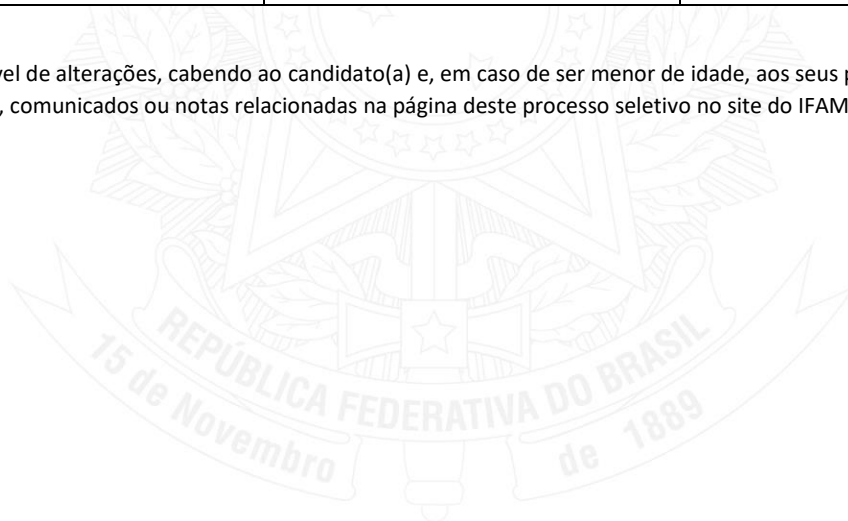 vel de alterações, cabendo ao candidato(a) e, em caso de ser menor de idade, aos seus p
, comunicados ou notas relacionadas na página deste processo seletivo no site do IFAM
REPÚBLICA FEDERATIVA DO BRASIL
15 de Novembro de 1889